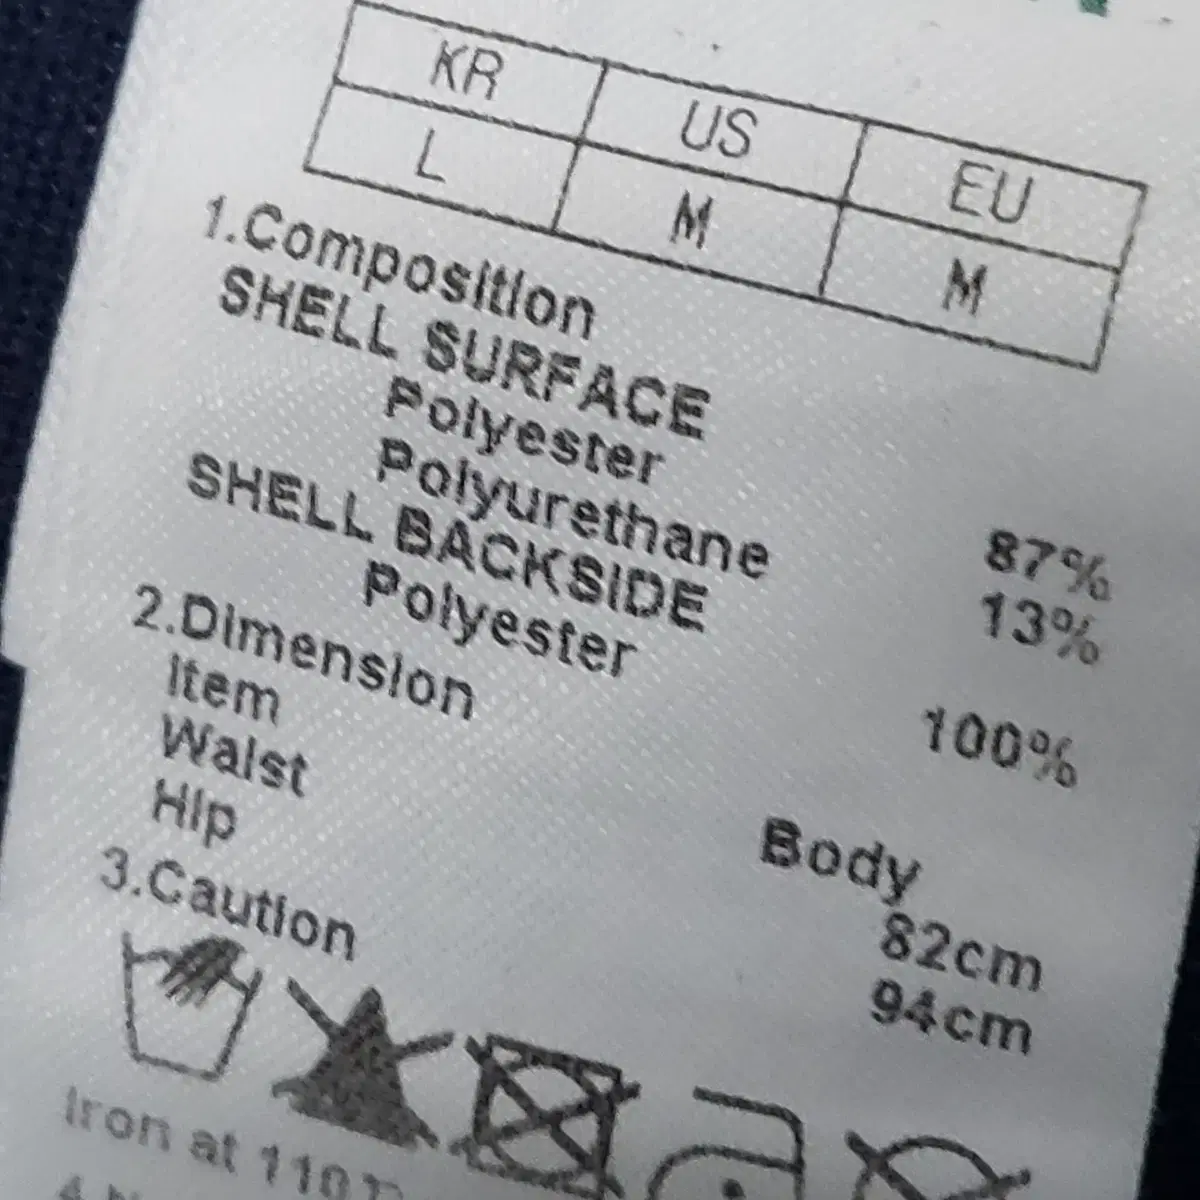 KR US EU
L M M
1.Composition
SHELL SURFACE
Polyester 87%
Polyurethane 13%
SHELL BACKSIDE
Polyester 100%
2.Dimension
Item Body
Waist 82cm
Hip 94cm
3.Caution
Iron at 110